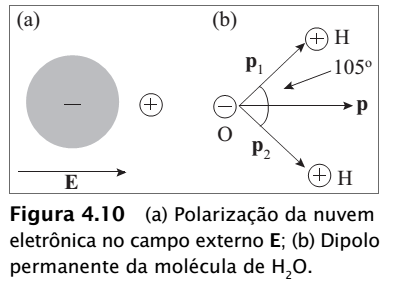 (a)
(b)
H
p₁
105º
p
O
p₂
H
E
Figura 4.10 (a) Polarização da nuvem
eletrônica no campo externo E; (b) Dipolo
permanente da molécula de H₂O.